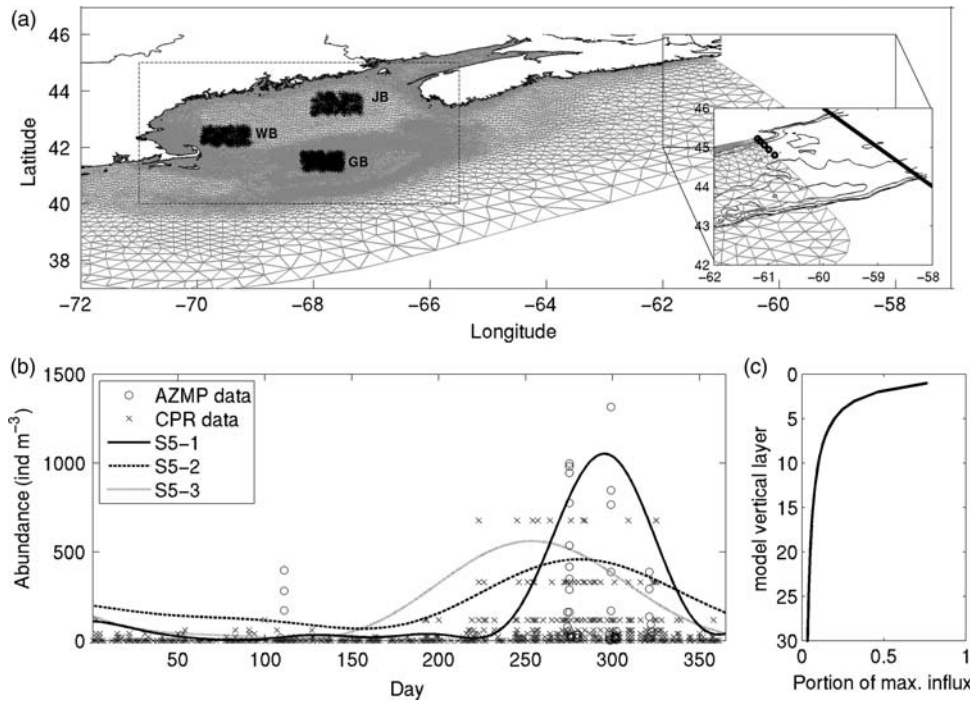 (a)
46
44
42
40
38
Latitude
JB
WB
GB
46
45
44
43
42
−62
−61
−60
−59
−58
−72
−70
−68
−66
−64
−62
−60
−58
Longitude
(b)
1500
1000
500
0
Abundance (ind m⁻³)
AZMP data
CPR data
S5−1
S5−2
S5−3
50
100
150
200
250
300
350
Day
(c)
0
5
10
15
20
25
30
model vertical layer
0
0.5
1
Portion of max. influx